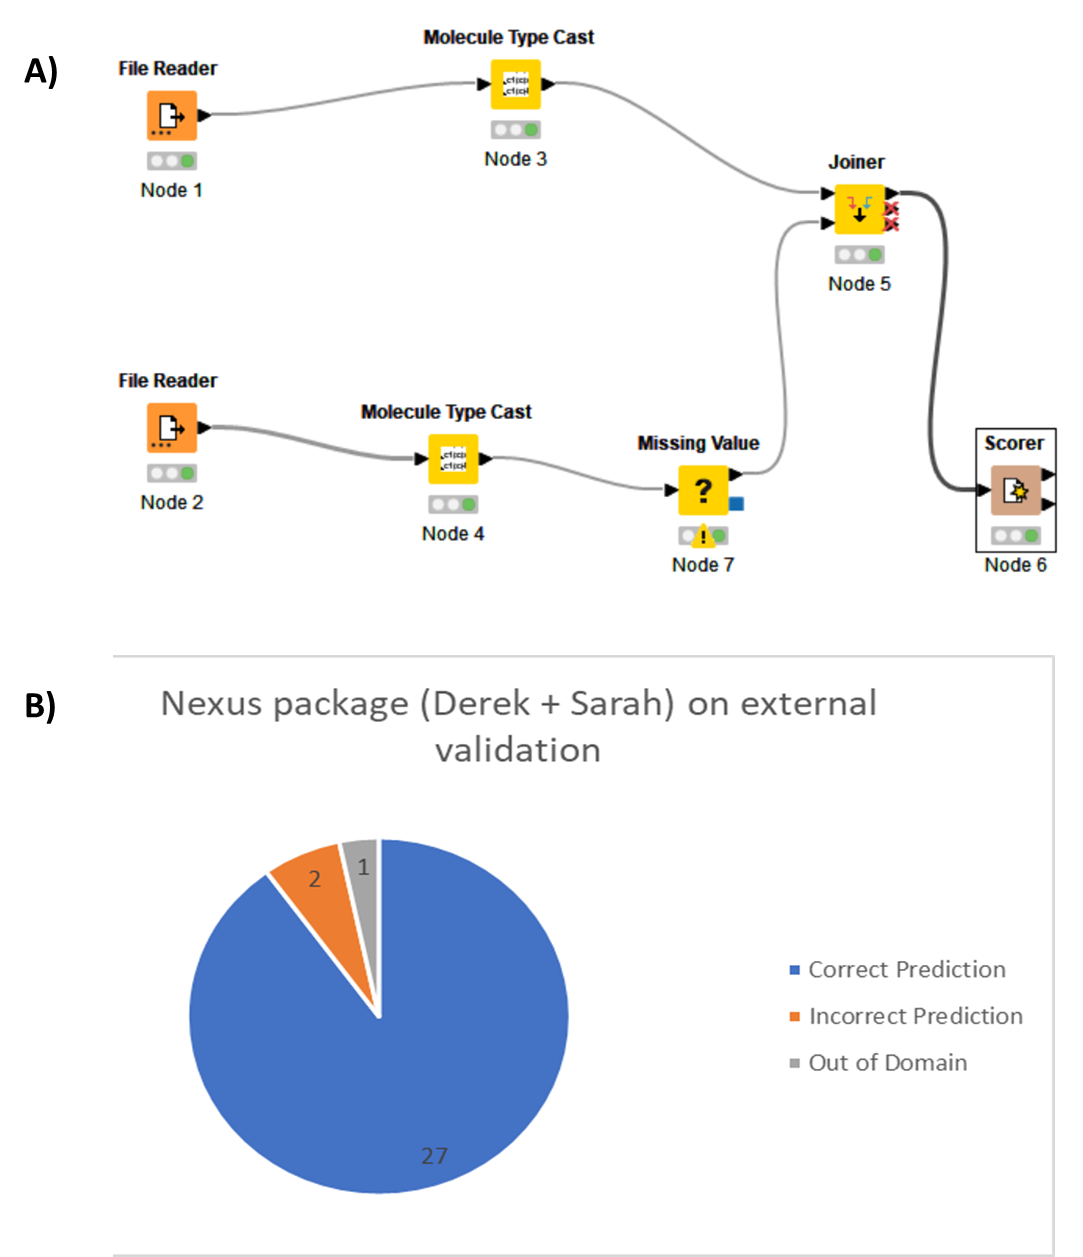 A)
File Reader
Node 1
Molecule Type Cast
Node 3
Joiner
Node 5
File Reader
Node 2
Molecule Type Cast
Node 4
Missing Value
?
!
Node 7
Scorer
Node 6
B)
Nexus package (Derek + Sarah) on external
validation
2
1
27
Correct Prediction
Incorrect Prediction
Out of Domain